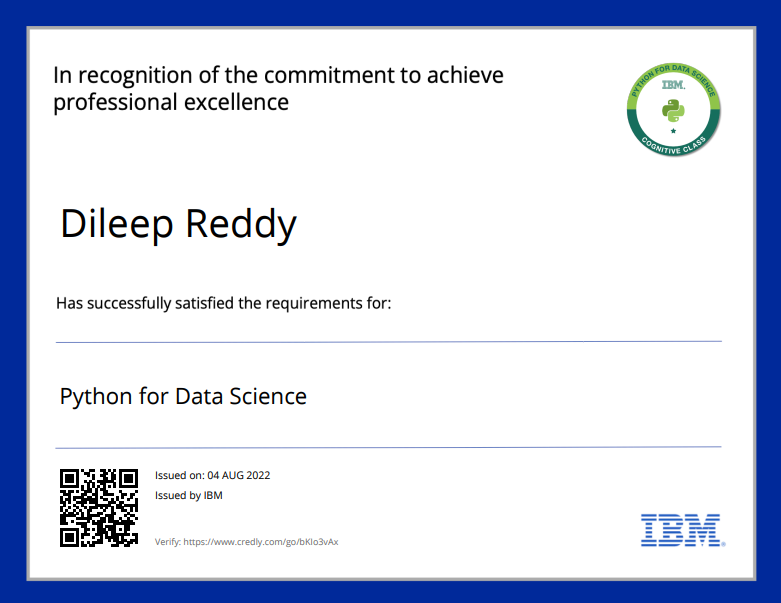 In recognition of the commitment to achieve
professional excellence
PYTHON FOR DATA SCIENCE
IBM.
COGNITIVE CLASS
Dileep Reddy
Has successfully satisfied the requirements for:
Python for Data Science
Issued on: 04 AUG 2022
Issued by IBM
Verify: https://www.credly.com/go/bKIo3vAx
IBM®